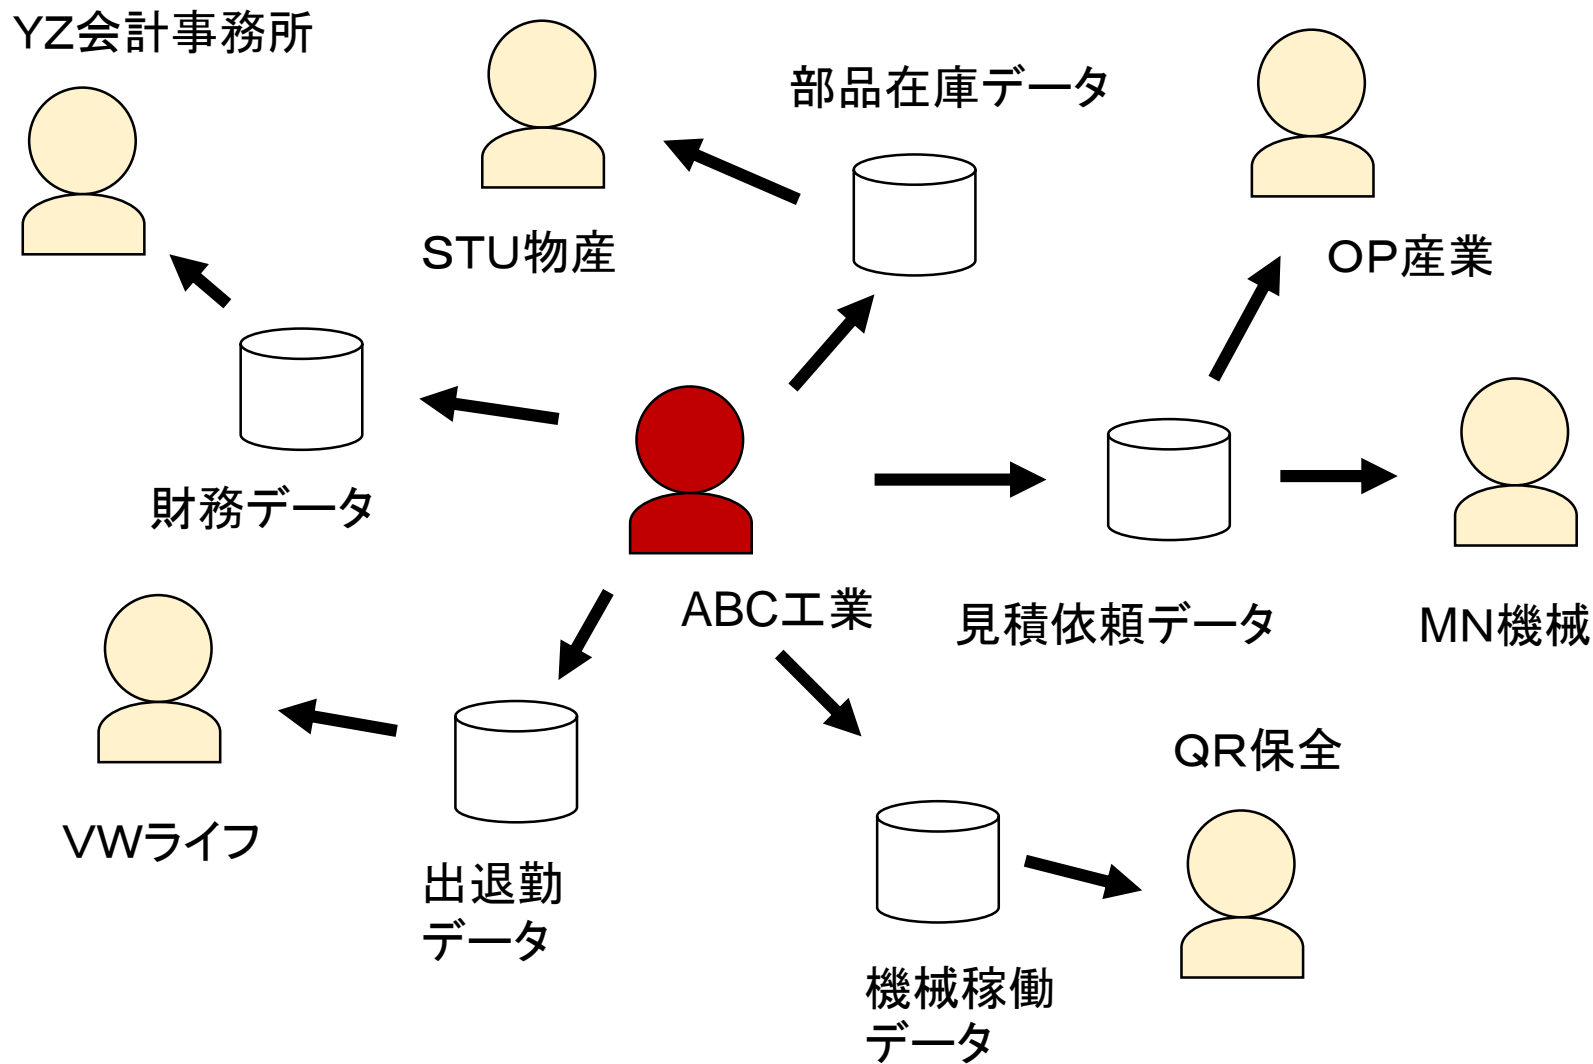 YZ会計事務所
部品在庫データ
STU物産
OP産業
財務データ
ABC工業
見積依頼データ
MN機械
QR保全
VWライフ
出退勤
データ
機械稼働
データ